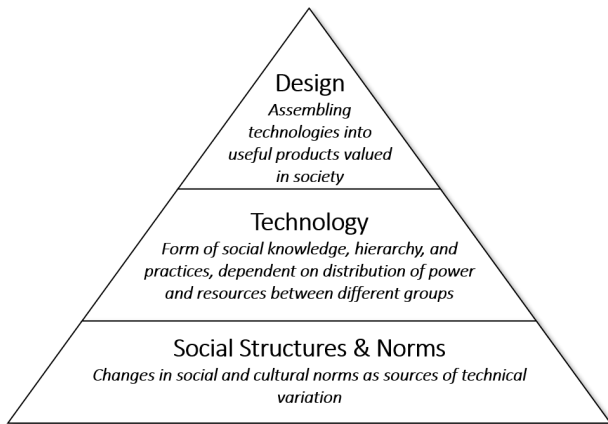 Design
Assembling
technologies into
useful products valued
in society
Technology
Form of social knowledge, hierarchy, and
practices, dependent on distribution of power
and resources between different groups
Social Structures & Norms
Changes in social and cultural norms as sources of technical
variation